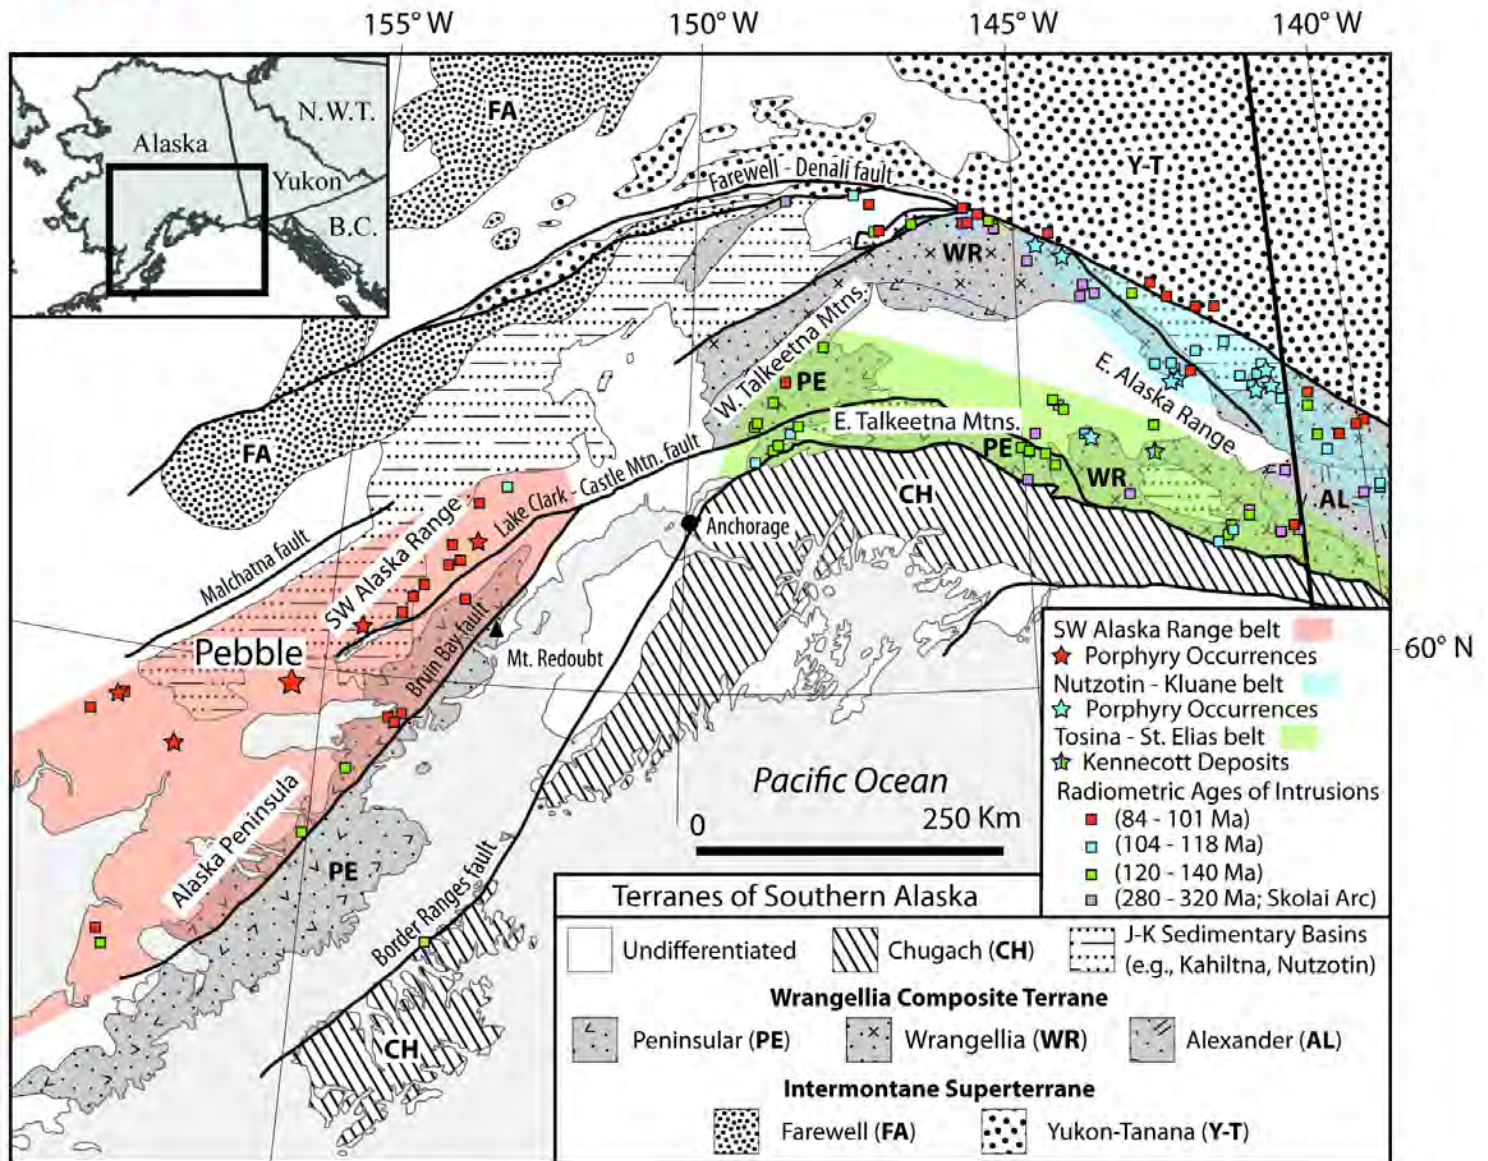 155° W
150° W
145° W
140° W
N.W.T.
Alaska
Yukon
B.C.
FA
Farewell - Denali fault
Y-T
WR
W. Talkeetna Mtns.
PE
E. Alaska Range
E. Talkeetna Mtns.
PE
WR
FA
Lake Clark - Castle Mtn. fault
CH
AL
Anchorage
Malchatna fault
SW Alaska Range
Pebble
Bruin Bay fault
Mt. Redoubt
60° N
Alaska Peninsula
PE
Pacific Ocean
0
250 Km
Border Ranges fault
CH
SW Alaska Range belt
Porphyry Occurrences
Nutzotin - Kluane belt
Porphyry Occurrences
Tosina - St. Elias belt
Kennecott Deposits
Radiometric Ages of Intrusions
(84 - 101 Ma)
(104 - 118 Ma)
(120 - 140 Ma)
(280 - 320 Ma; Skolai Arc)
Terranes of Southern Alaska
Undifferentiated
Chugach (CH)
J-K Sedimentary Basins
(e.g., Kahiltna, Nutzotin)
Wrangellia Composite Terrane
Peninsular (PE)
Wrangellia (WR)
Alexander (AL)
Intermontane Superterrane
Farewell (FA)
Yukon-Tanana (Y-T)